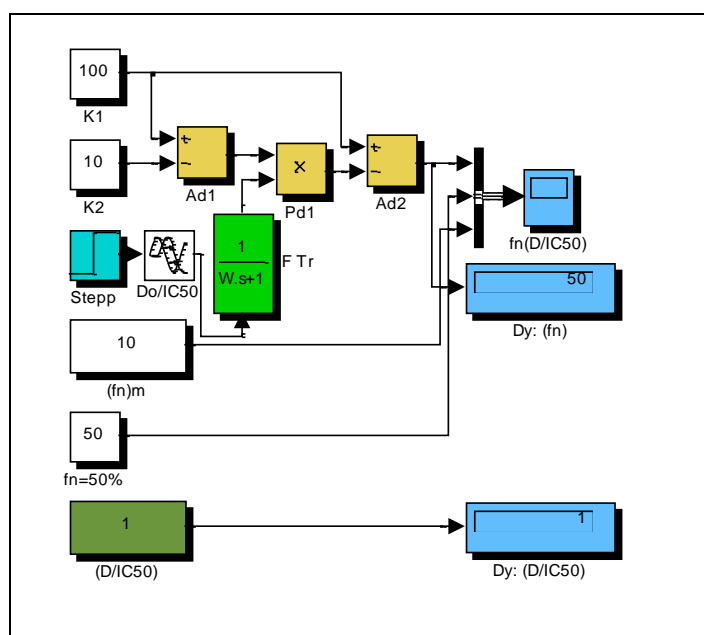 100
K1
10
K2
+
−
Ad1
×
Pd1
+
−
Ad2
fn(D/IC50)
Stepp
Do/IC50
1
W.s+1
F Tr
50
Dy: (fn)
10
(fn)m
50
fn=50%
1
(D/IC50)
1
Dy: (D/IC50)